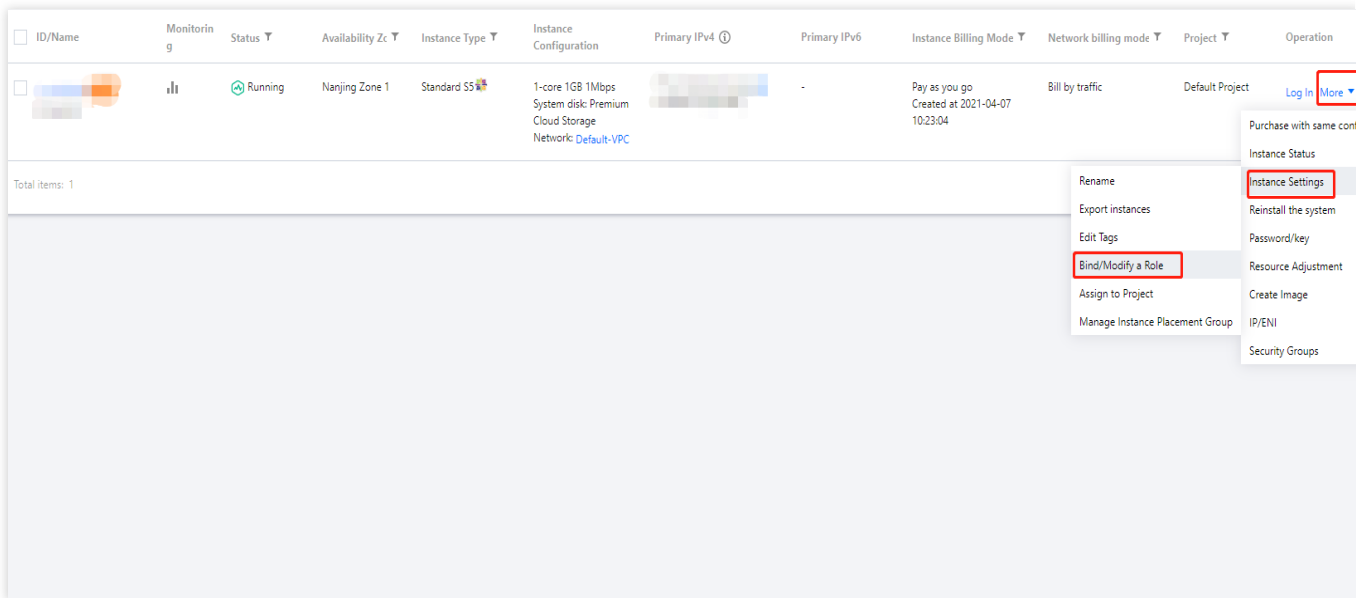 ID/Name
Monitorin
g
Status
Availability Zc
Instance Type
Instance
Configuration
Primary IPv4
Primary IPv6
Instance Billing Mode
Network billing mode
Project
Operation
Running
Nanjing Zone 1
Standard S5
1-core 1GB 1Mbps
System disk: Premium
Cloud Storage
Network: Default-VPC
-
Pay as you go
Created at 2021-04-07
10:23:04
Bill by traffic
Default Project
Log In More
Total items: 1
Rename
Export instances
Edit Tags
Bind/Modify a Role
Assign to Project
Manage Instance Placement Group
Purchase with same conf
Instance Status
Instance Settings
Reinstall the system
Password/key
Resource Adjustment
Create Image
IP/ENI
Security Groups